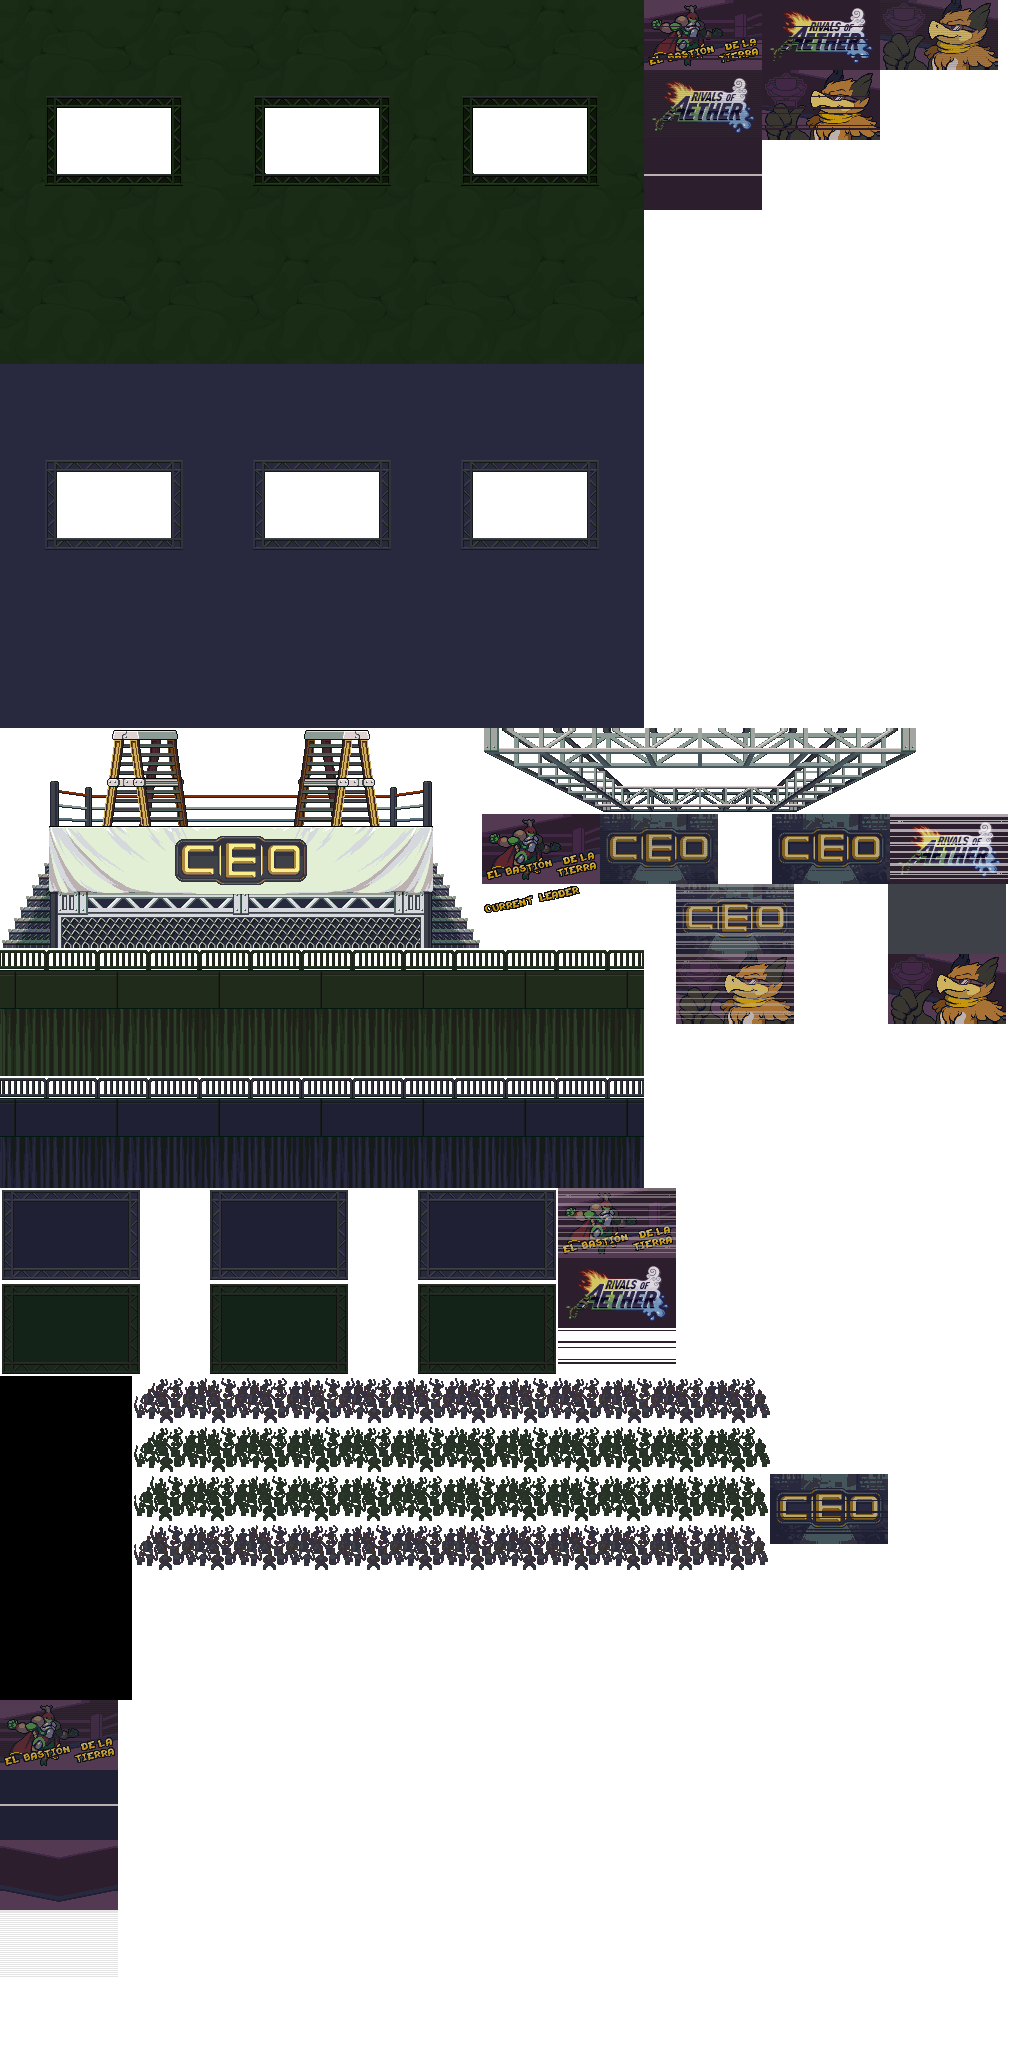 EL BASTIÓN DE LA
TIERRA
RIVALS OF
AETHER
RIVALS OF
AETHER
CEO
EL BASTIÓN DE LA
TIERRA
CEO
CEO
RIVALS OF
AETHER
CURRENT LEADER
CEO
EL BASTIÓN DE LA
TIERRA
RIVALS OF
AETHER
CEO
EL BASTIÓN DE LA
TIERRA